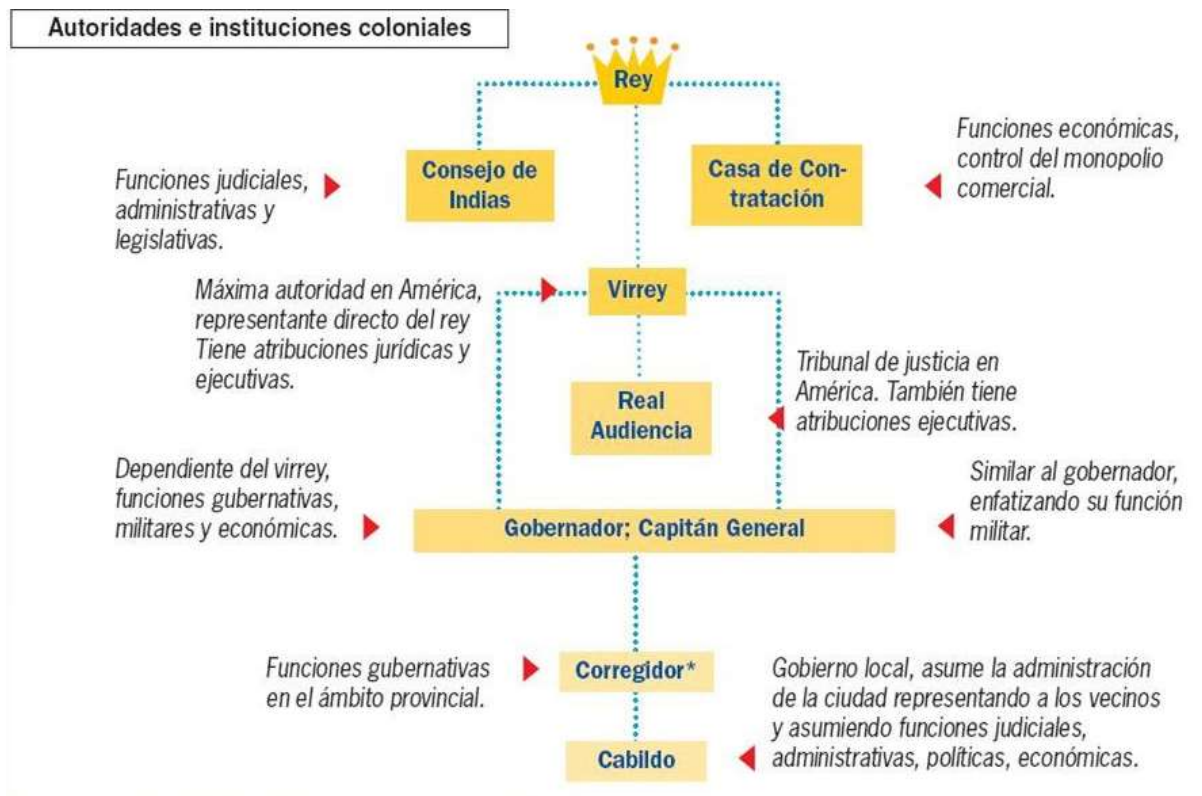 Autoridades e instituciones coloniales
Rey
Consejo de
Indias
Casa de Con-
tratación
Funciones económicas,
control del monopolio
comercial.
Funciones judiciales,
administrativas y
legislativas.
Máxima autoridad en América,
representante directo del rey
Tiene atribuciones jurídicas y
ejecutivas.
Virrey
Real
Audiencia
Tribunal de justicia en
América. También tiene
atribuciones ejecutivas.
Dependiente del virrey,
funciones gubernativas,
militares y económicas.
Gobernador; Capitán General
Similar al gobernador,
enfatizando su función
militar.
Funciones gubernativas
en el ámbito provincial.
Corregidor*
Gobierno local, asume la administración
de la ciudad representando a los vecinos
y asumiendo funciones judiciales,
administrativas, políticas, económicas.
Cabildo